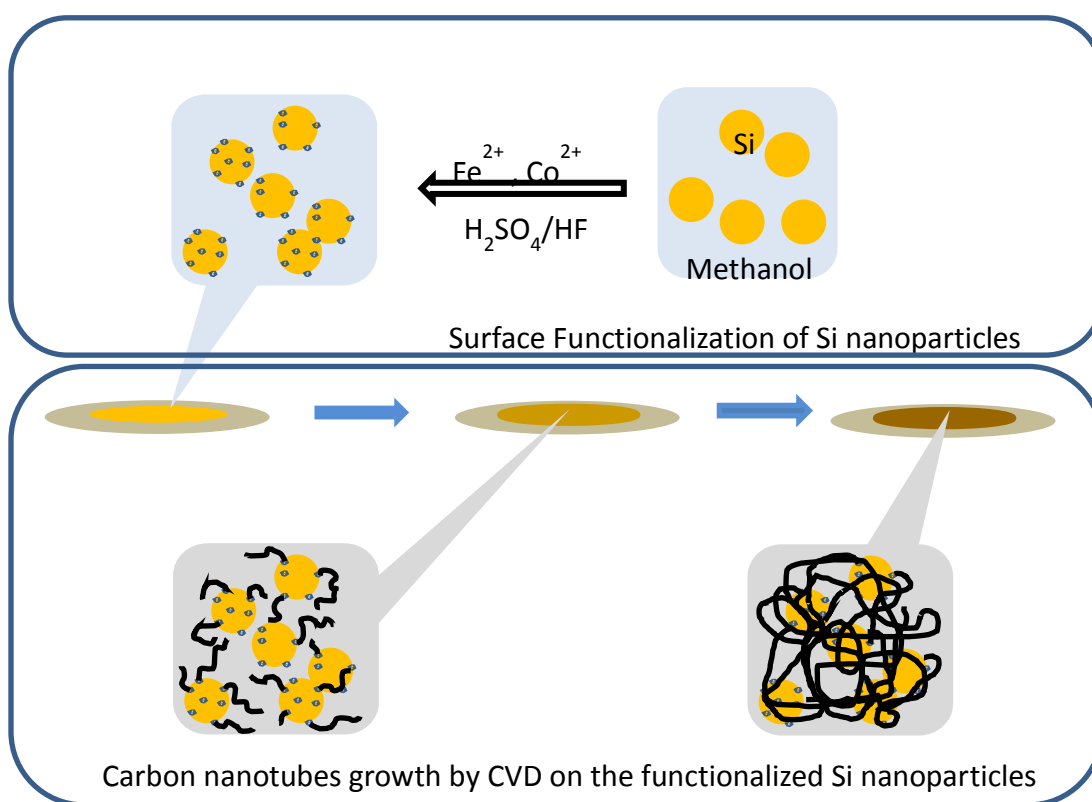 Si
Fe²⁺, Co²⁺
H₂SO₄/HF
Methanol
Surface Functionalization of Si nanoparticles
Carbon nanotubes growth by CVD on the functionalized Si nanoparticles